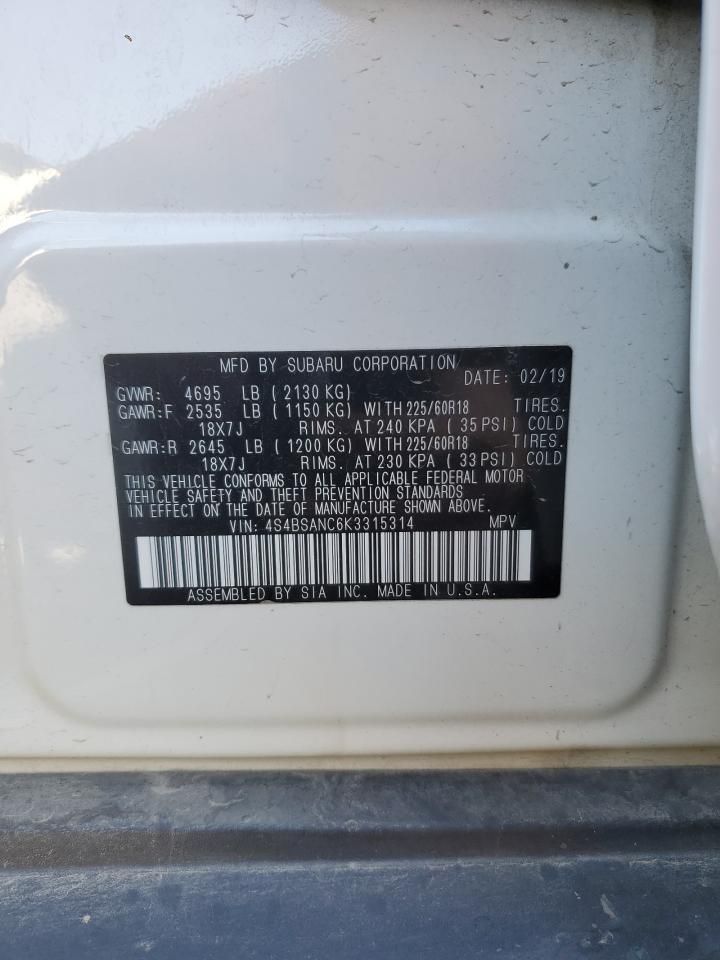 MFD BY SUBARU CORPORATION
DATE: 02/19
GVWR: 4695 LB ( 2130 KG)
GAWR:F 2535 LB ( 1150 KG) WITH 225/60R18 TIRES.
18X7J RIMS. AT 240 KPA ( 35 PSI) COLD
GAWR:R 2645 LB ( 1200 KG) WITH 225/60R18 TIRES.
18X7J RIMS. AT 230 KPA ( 33 PSI) COLD
THIS VEHICLE CONFORMS TO ALL APPLICABLE FEDERAL MOTOR
VEHICLE SAFETY AND THEFT PREVENTION STANDARDS
IN EFFECT ON THE DATE OF MANUFACTURE SHOWN ABOVE.
VIN: 4S4BSANC6K3315314 MPV
ASSEMBLED BY SIA INC. MADE IN U.S.A.